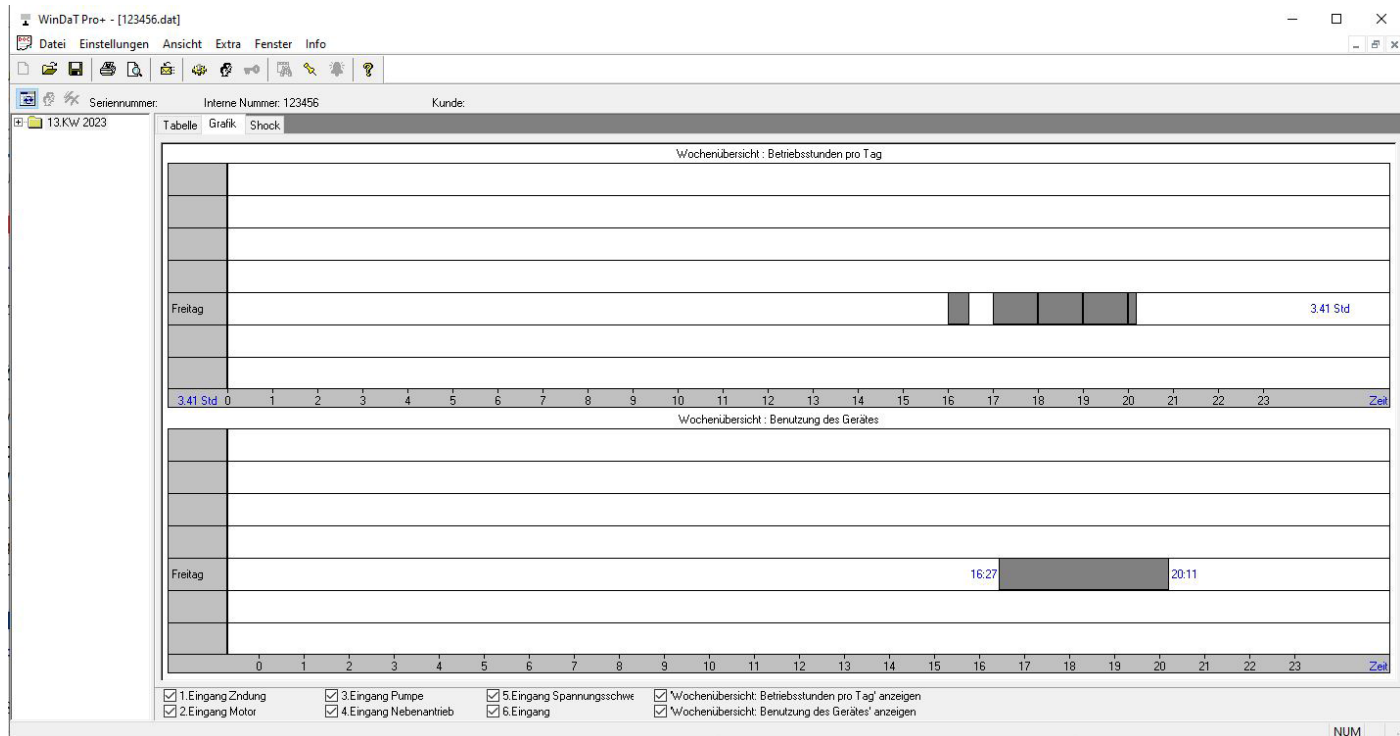 WinDaT Pro+ - [123456.dat]
Datei Einstellungen Ansicht Extra Fenster Info
Seriennummer: Interne Nummer: 123456 Kunde:
13.KW 2023
Tabelle Grafik Shock
Wochenübersicht : Betriebsstunden pro Tag
Freitag 3.41 Std
3.41 Std 0 1 2 3 4 5 6 7 8 9 10 11 12 13 14 15 16 17 18 19 20 21 22 23 Zeit
Wochenübersicht : Benutzung des Gerätes
Freitag 16:27 20:11
0 1 2 3 4 5 6 7 8 9 10 11 12 13 14 15 16 17 18 19 20 21 22 23 Zeit
1.Eingang Zndung 3.Eingang Pumpe 5.Eingang Spannungsschwe 'Wochenübersicht: Betriebsstunden pro Tag' anzeigen
2.Eingang Motor 4.Eingang Nebenantrieb 6.Eingang 'Wochenübersicht: Benutzung des Gerätes' anzeigen
NUM